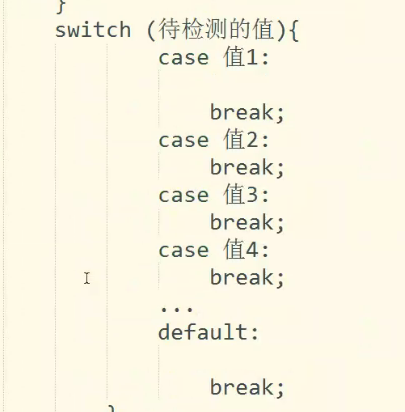 }
switch (待检测的值){
case 值1:
break;
case 值2:
break;
case 值3:
break;
case 值4:
break;
...
default:
break;
}